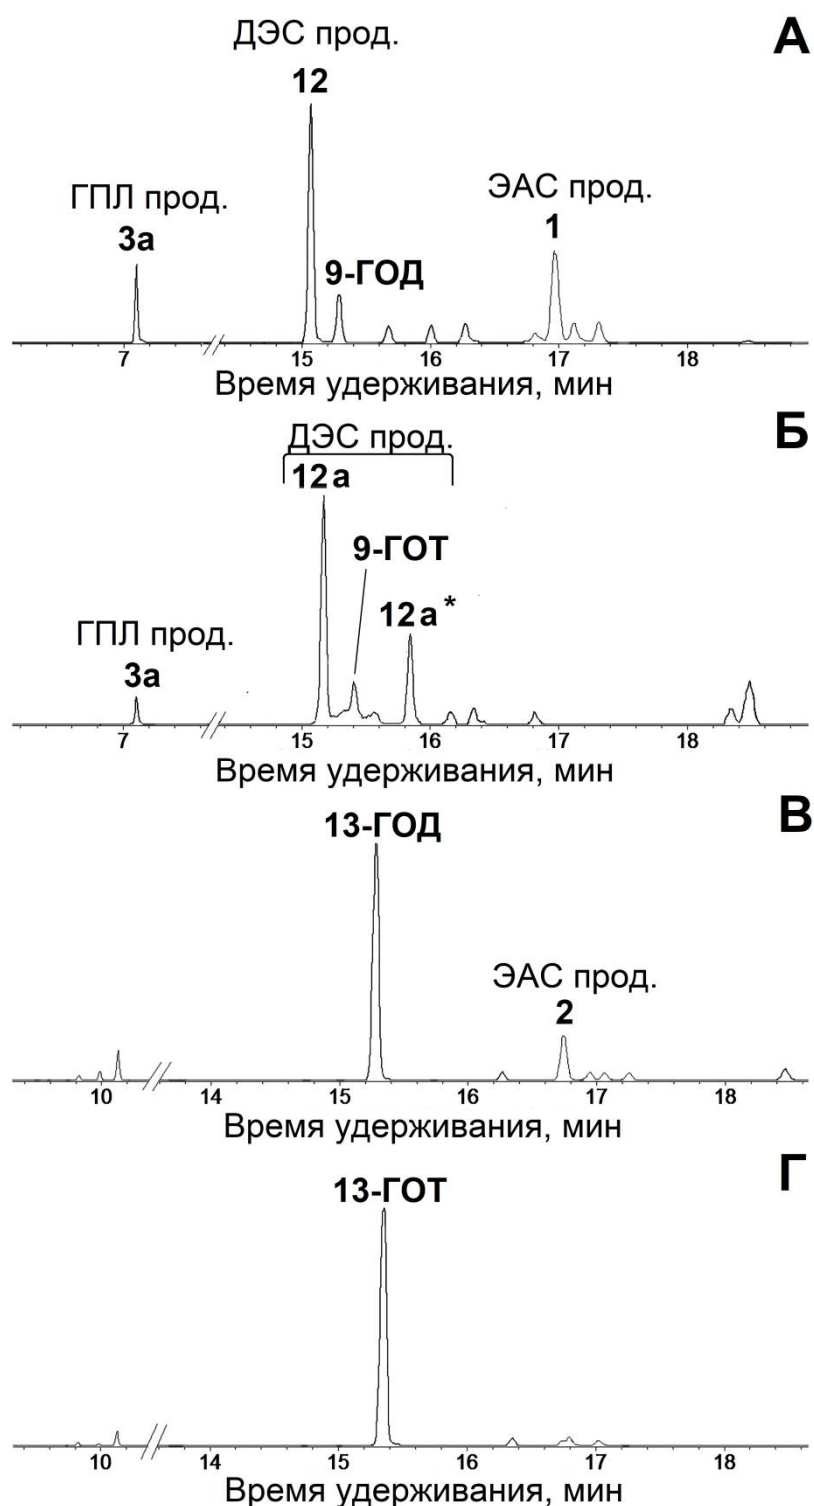 А
ДЭС прод.
12
ГПЛ прод.
3а
9-ГОД
ЭАС прод.
1
7 15 16 17 18
Время удерживания, мин
Б
ДЭС прод.
12а
9-ГОТ
12а*
ГПЛ прод.
3а
7 15 16 17 18
Время удерживания, мин
В
13-ГОД
ЭАС прод.
2
10 14 15 16 17 18
Время удерживания, мин
Г
13-ГОТ
10 14 15 16 17 18
Время удерживания, мин